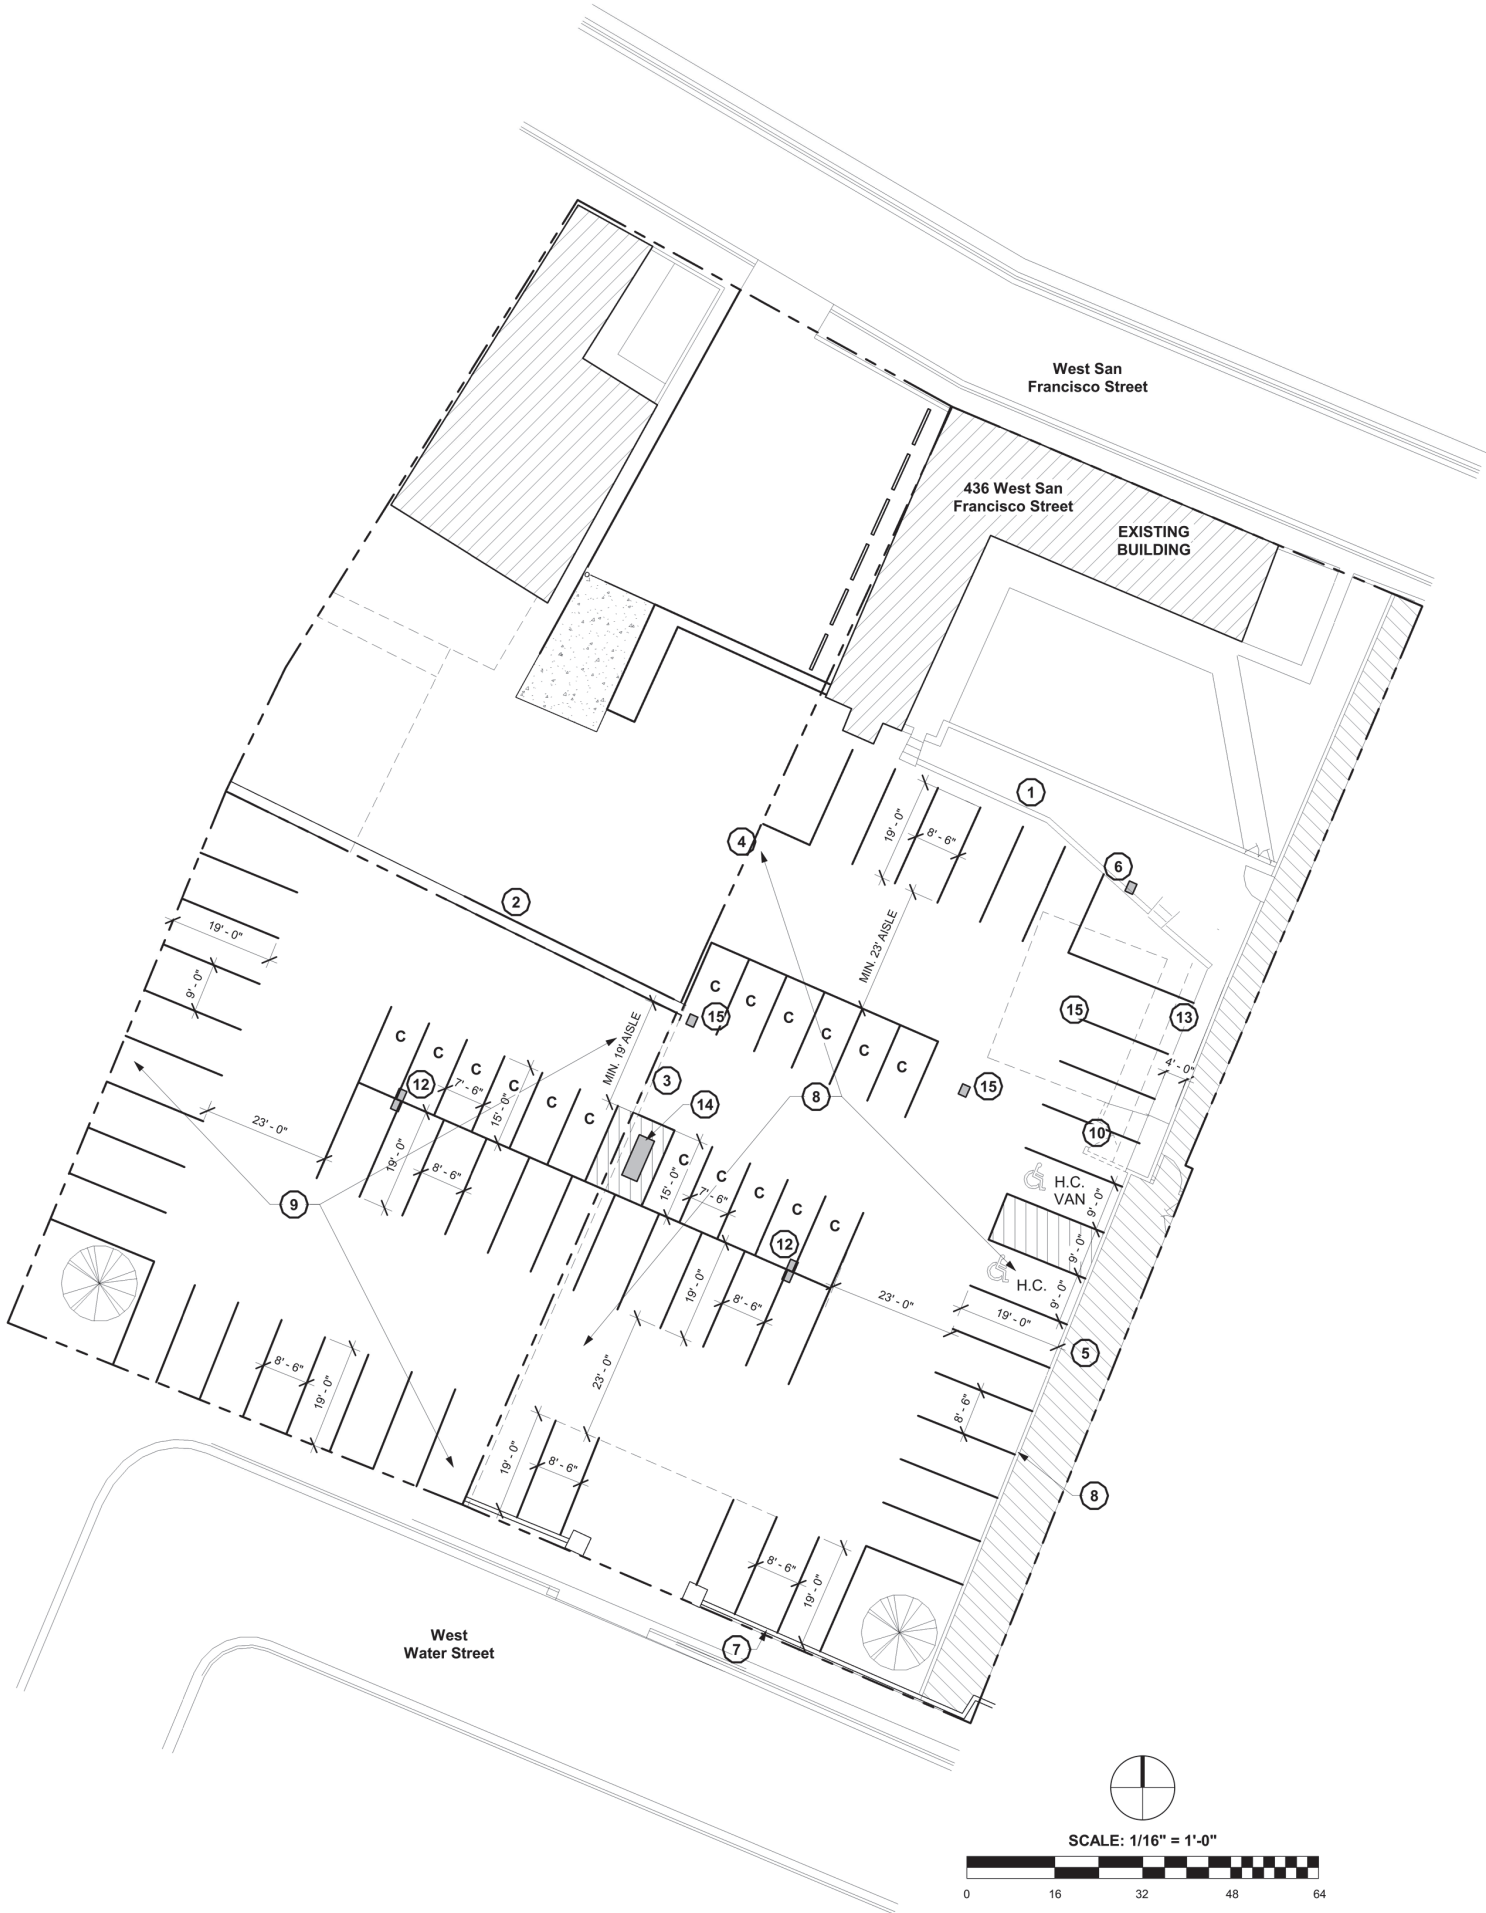 West San
Francisco Street
436 West San
Francisco Street
EXISTING
BUILDING
1
19' - 0"
8' - 6"
4
6
2
MIN. 23' AISLE
19' - 0"
9' - 0"
C
C
C
C
C
C
15
15
13
4' - 0"
MIN. 19' AISLE
C
C
C
C
C
C
12
7' - 6"
15' - 0"
3
14
15
8
10
23' - 0"
19' - 0"
8' - 6"
C
C
C
C
C
15' - 0"
7' - 6"
H.C.
VAN
9' - 0"
9
12
9' - 0"
H.C.
9' - 0"
19' - 0"
8' - 6"
23' - 0"
19' - 0"
5
8' - 6"
19' - 0"
23' - 0"
8' - 6"
19' - 0"
8' - 6"
8
8' - 6"
19' - 0"
7
West
Water Street
SCALE: 1/16" = 1'-0"
0 16 32 48 64